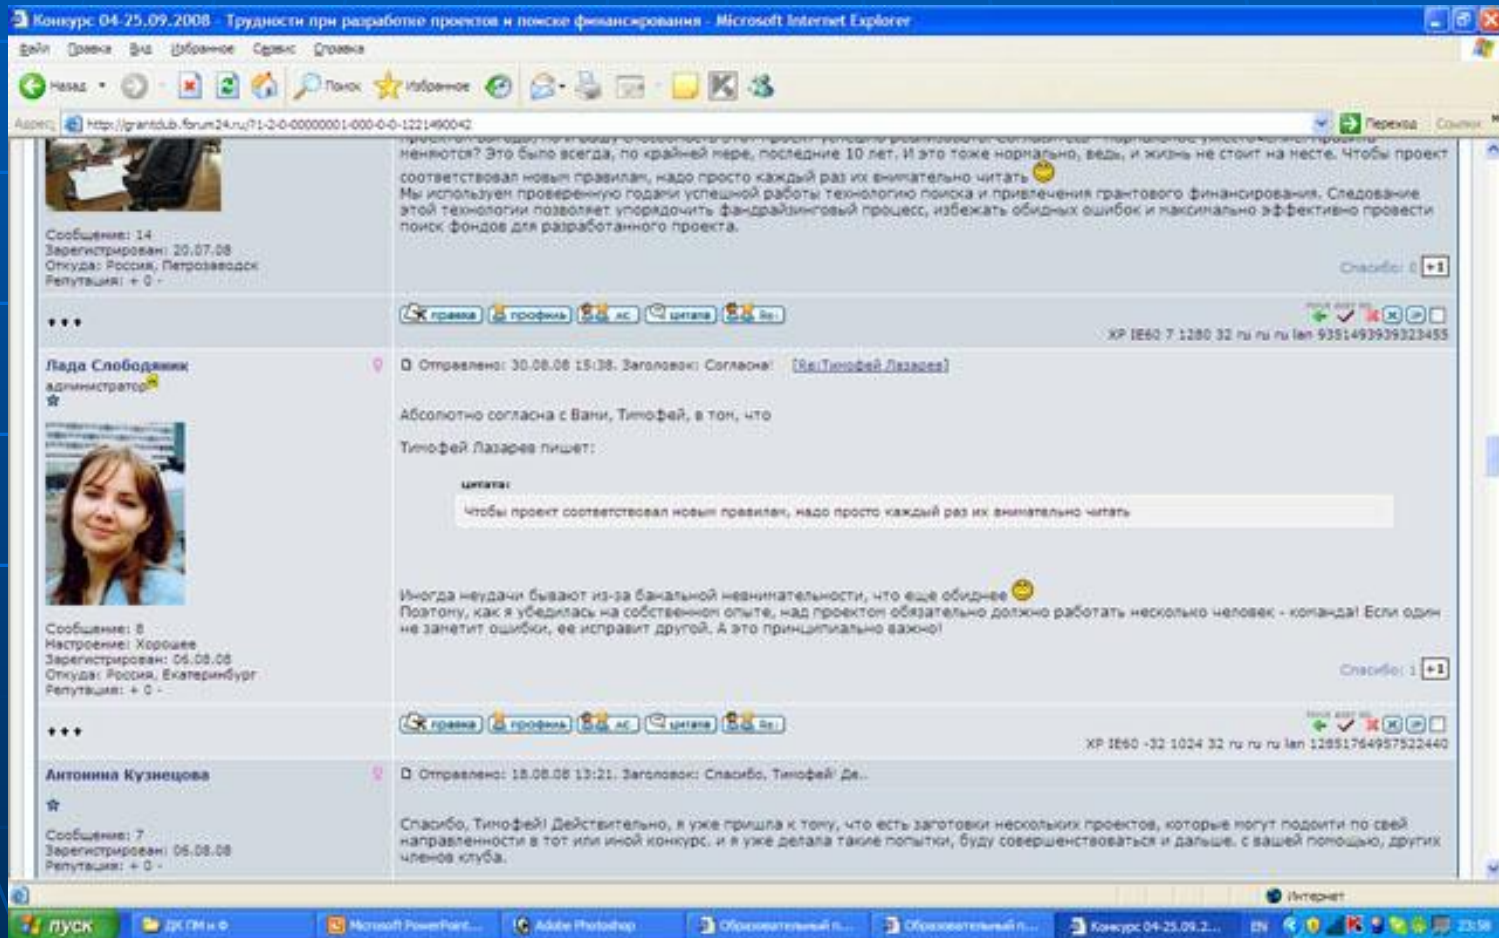 Конкурс 04-25.09.2008 - Трудности при разработке проектов и поиске финансирования - Microsoft Internet Explorer
Файл Правка Вид Избранное Сервис Справка
Назад Поиск Избранное
Адрес: http://grantclub.forum24.ru/?1-2-0-00000001-000-0-0-1221490042 Переход Ссылки
меняются? Это было всегда, по крайней мере, последние 10 лет. И это тоже нормально, ведь, и жизнь не стоит на месте. Чтобы проект
соответствовал новым правилам, надо просто каждый раз их внимательно читать
Мы используем проверенную годами успешной работы технологию поиска и привлечения грантового финансирования. Следование
этой технологии позволяет упорядочить фандрайзинговый процесс, избежать обидных ошибок и максимально эффективно провести
поиск фондов для разработанного проекта.
Сообщение: 14
Зарегистрирован: 20.07.08
Откуда: Россия, Петрозаводск
Репутация: + 0 -
Спасибо: 0 +1
правка профиль ЛС цитата Re:
XP IE60 7 1280 32 ru ru ru lan 9351493939323455
Лада Слободяник
администратор
Отправлено: 30.08.08 15:38. Заголовок: Согласна! [Re:Тимофей Лазарев]
Абсолютно согласна с Вами, Тимофей, в том, что
Тимофей Лазарев пишет:
цитата:
Чтобы проект соответствовал новым правилам, надо просто каждый раз их внимательно читать
Иногда неудачи бывают из-за банальной невнимательности, что еще обиднее
Поэтому, как я убедилась на собственном опыте, над проектом обязательно должно работать несколько человек - команда! Если один
не заметит ошибки, ее исправит другой. А это принципиально важно!
Сообщение: 8
Настроение: Хорошее
Зарегистрирован: 06.08.08
Откуда: Россия, Екатеринбург
Репутация: + 0 -
Спасибо: 1 +1
правка профиль ЛС цитата Re:
XP IE60 -32 1024 32 ru ru ru lan 12851764957522440
Антонина Кузнецова
Отправлено: 18.08.08 13:21. Заголовок: Спасибо, Тимофей! Де..
Спасибо, Тимофей! Действительно, я уже пришла к тому, что есть заготовки нескольких проектов, которые могут подойти по свей
направленности в тот или иной конкурс. и я уже делала такие попытки, буду совершенствоваться и дальше. с вашей помощью, других
членов клуба.
Сообщение: 7
Зарегистрирован: 06.08.08
Репутация: + 0 -
Интернет
пуск ДК ПМ и Ф Microsoft PowerPoint... Adobe Photoshop Образовательный п... Образовательный п... Конкурс 04-25.09.2... EN 23:58